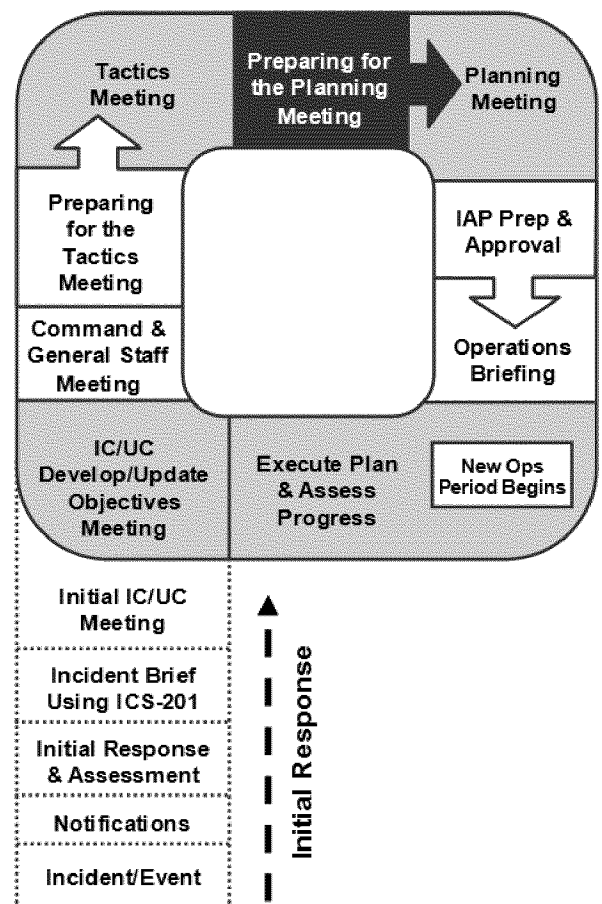 Tactics
Meeting
Preparing for
the Planning
Meeting
Planning
Meeting
Preparing
for the
Tactics
Meeting
IAP Prep &
Approval
Command &
General Staff
Meeting
Operations
Briefing
IC/UC
Develop/Update
Objectives
Meeting
Execute Plan
& Assess
Progress
New Ops
Period Begins
Initial IC/UC
Meeting
Incident Brief
Using ICS-201
Initial Response
& Assessment
Notifications
Incident/Event
Initial Response